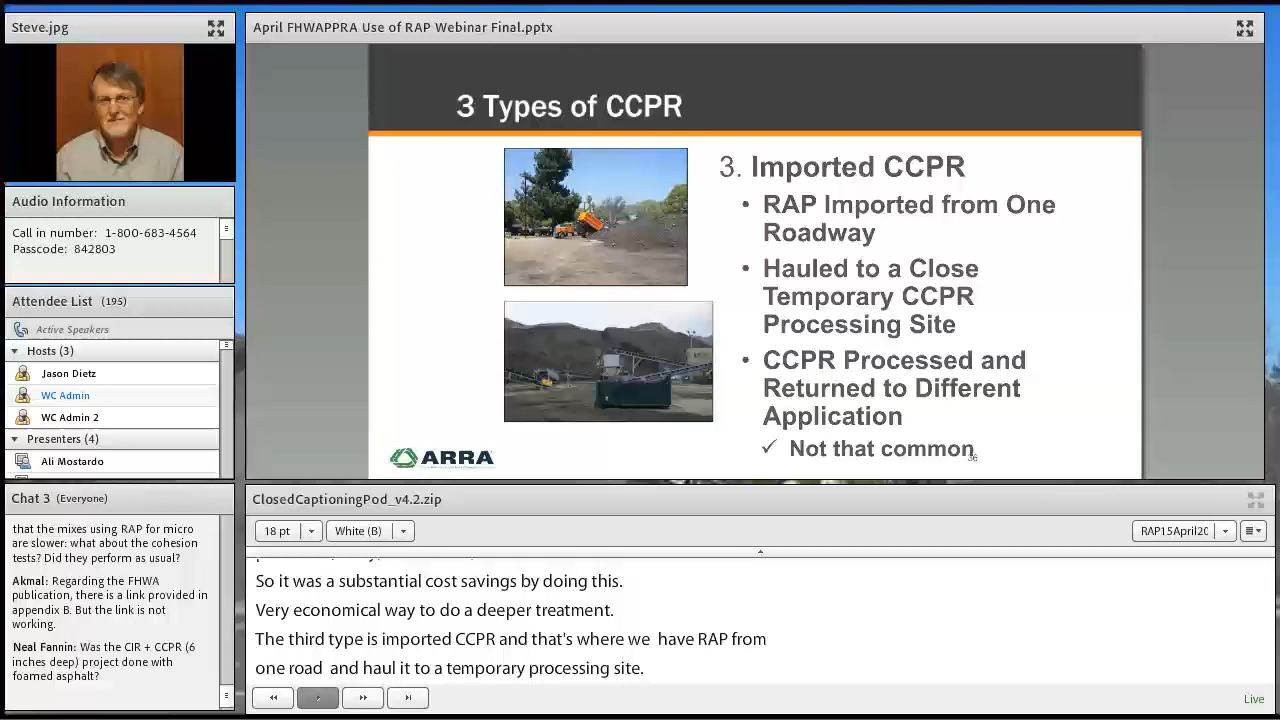 Steve.jpg
Audio Information
Call in number: 1-800-683-4564
Passcode: 842803
Attendee List (195)
Active Speakers
Hosts (3)
Jason Dietz
WC Admin
WC Admin 2
Presenters (4)
Ali Mostardo
Chat 3 (Everyone)
that the mixes using RAP for micro
are slower: what about the cohesion
tests? Did they perform as usual?
Akmal: Regarding the FHWA
publication, there is a link provided in
appendix B. But the link is not
working.
Neal Fannin: Was the CIR + CCPR (6
inches deep) project done with
foamed asphalt?
April FHWAPPRA Use of RAP Webinar Final.pptx
3 Types of CCPR
3. Imported CCPR
• RAP Imported from One
Roadway
• Hauled to a Close
Temporary CCPR
Processing Site
• CCPR Processed and
Returned to Different
Application
✓ Not that common
36
ARRA
ClosedCaptioningPod_v4.2.zip
18 pt
White (B)
RAP15April20
So it was a substantial cost savings by doing this.
Very economical way to do a deeper treatment.
The third type is imported CCPR and that's where we have RAP from
one road and haul it to a temporary processing site.
Live